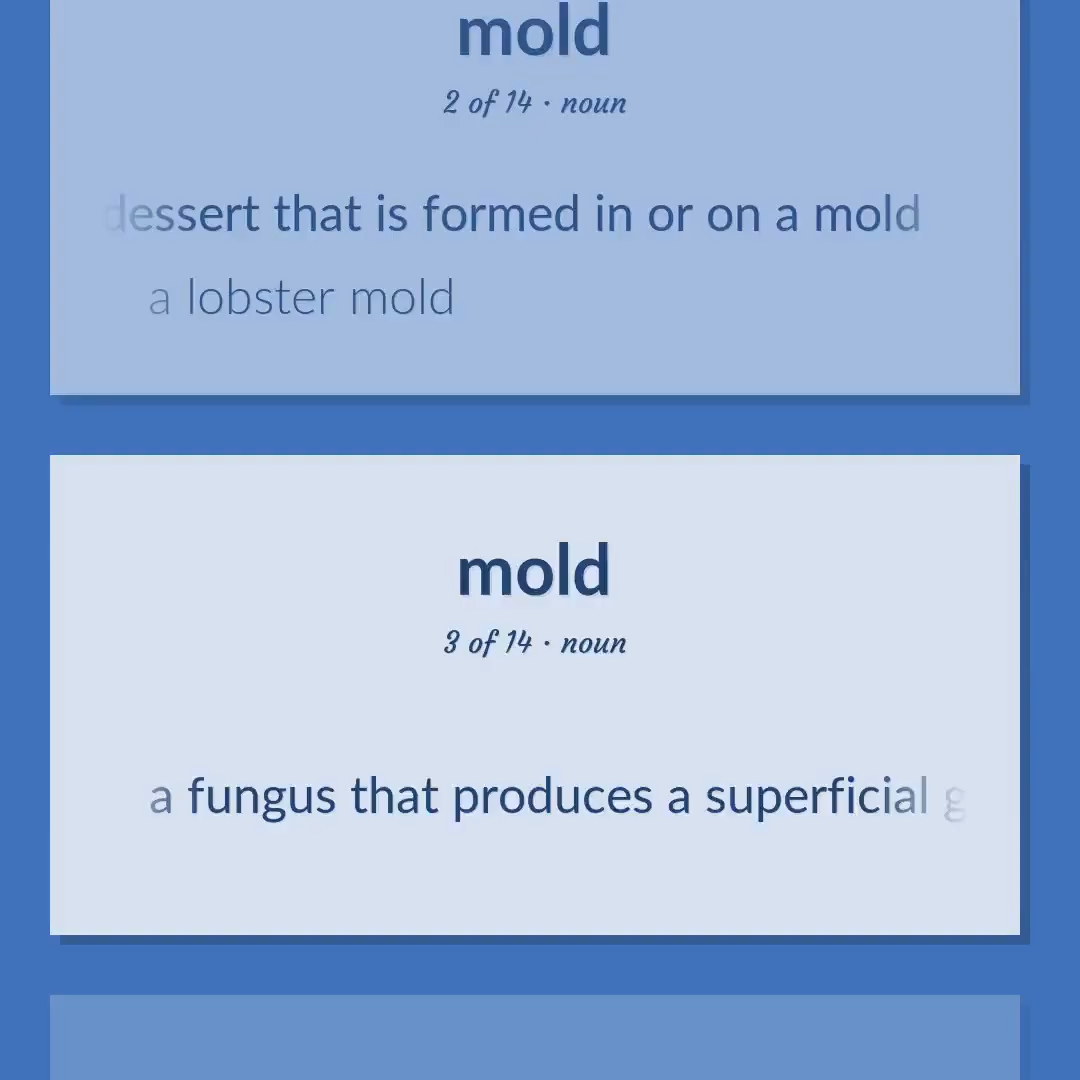 mold
2 of 14 · noun
dessert that is formed in or on a mold
a lobster mold
mold
3 of 14 · noun
a fungus that produces a superficial g